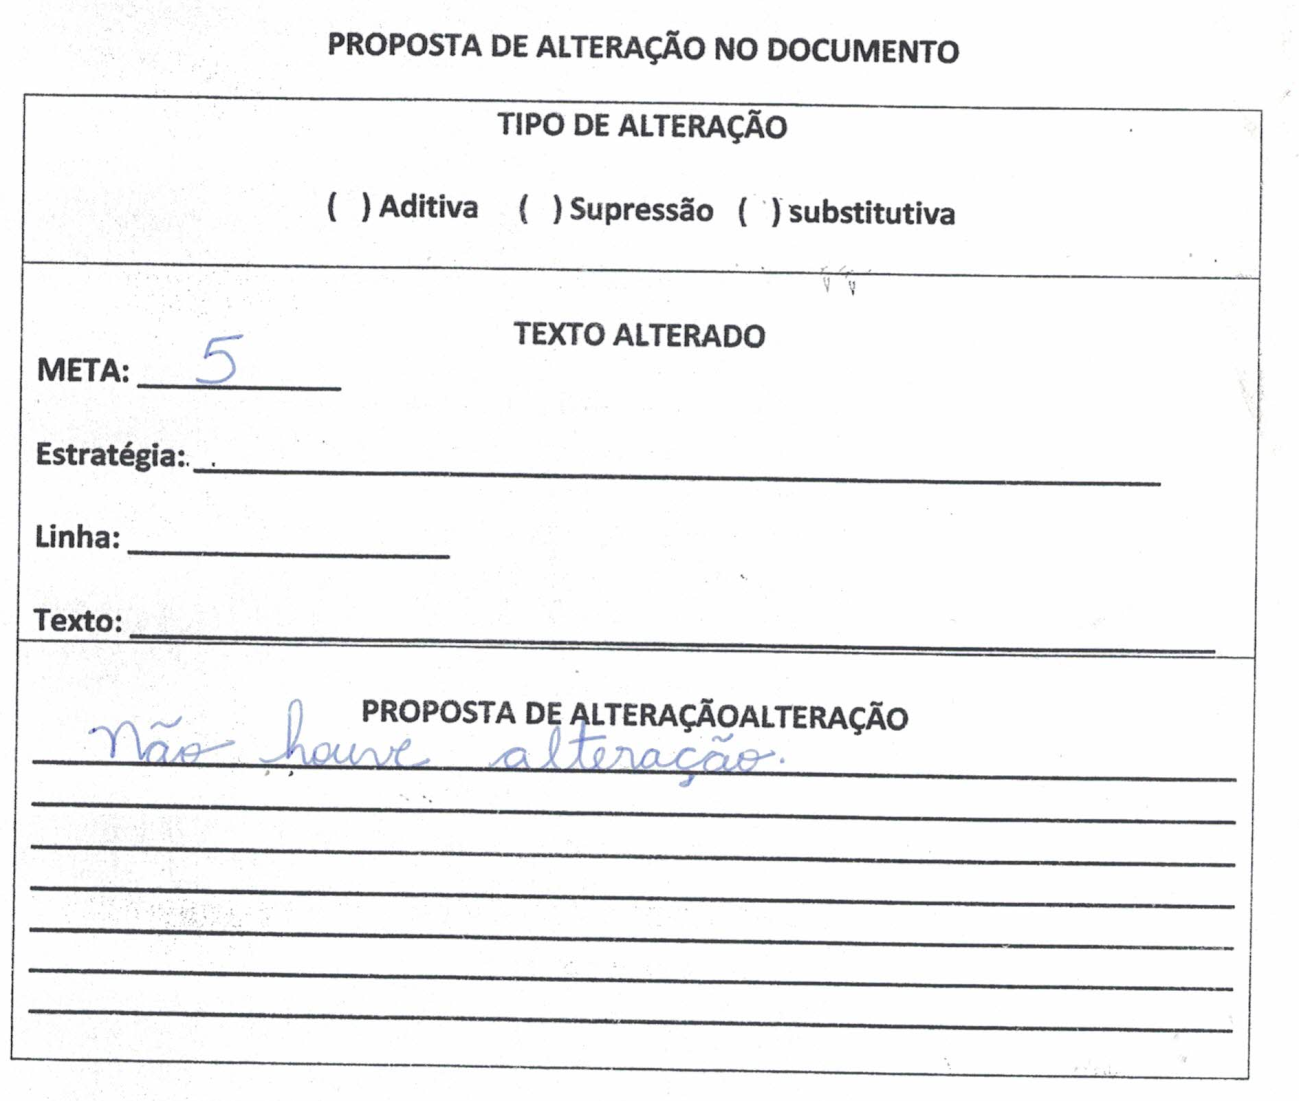 PROPOSTA DE ALTERAÇÃO NO DOCUMENTO
TIPO DE ALTERAÇÃO
( ) Aditiva ( ) Supressão ( ) substitutiva
TEXTO ALTERADO
META: 5
Estratégia:
Linha:
Texto:
PROPOSTA DE ALTERAÇÃOALTERAÇÃO
Não houve alteração.